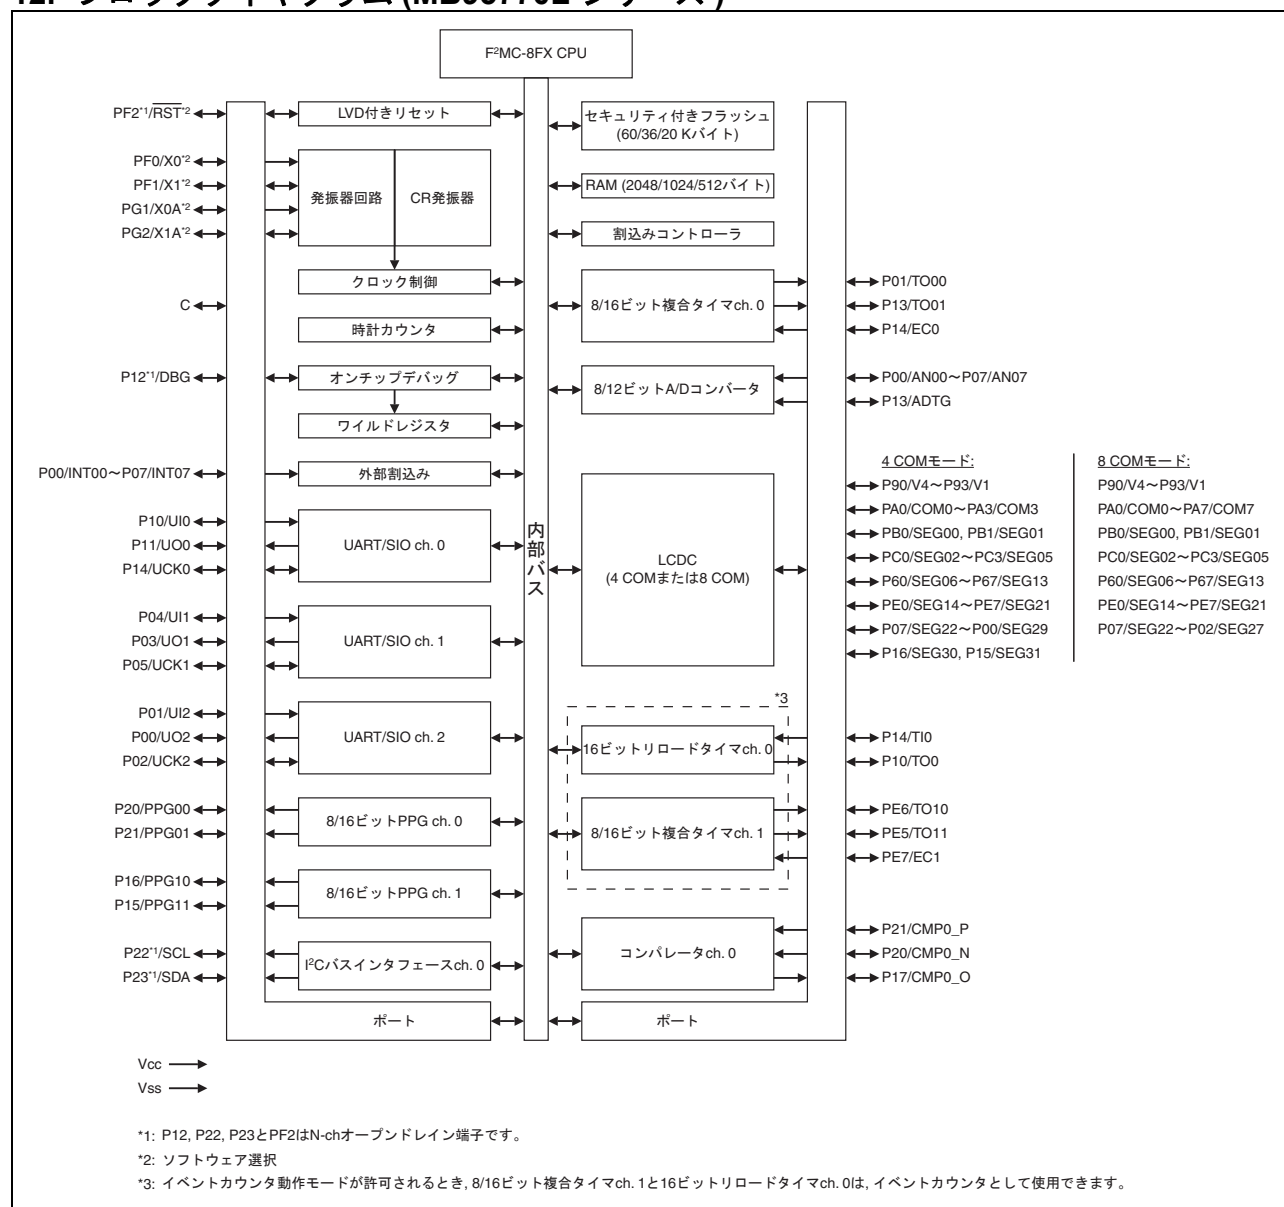 F²MC-8FX CPU
PF2*1/RST*2
LVD付きリセット
セキュリティ付きフラッシュ
(60/36/20 Kバイト)
PF0/X0*2
PF1/X1*2
PG1/X0A*2
PG2/X1A*2
発振器回路
CR発振器
RAM (2048/1024/512バイト)
割込みコントローラ
C
クロック制御
時計カウンタ
8/16ビット複合タイマch. 0
P01/TO00
P13/TO01
P14/EC0
P12*1/DBG
オンチップデバッグ
ワイルドレジスタ
8/12ビットA/Dコンバータ
P00/AN00～P07/AN07
P13/ADTG
P00/INT00～P07/INT07
外部割込み
内部バス
P10/UI0
P11/UO0
P14/UCK0
UART/SIO ch. 0
LCDC
(4 COMまたは8 COM)
4 COMモード:
P90/V4～P93/V1
PA0/COM0～PA3/COM3
PB0/SEG00, PB1/SEG01
PC0/SEG02～PC3/SEG05
P60/SEG06～P67/SEG13
PE0/SEG14～PE7/SEG21
P07/SEG22～P00/SEG29
P16/SEG30, P15/SEG31
8 COMモード:
P90/V4～P93/V1
PA0/COM0～PA7/COM7
PB0/SEG00, PB1/SEG01
PC0/SEG02～PC3/SEG05
P60/SEG06～P67/SEG13
PE0/SEG14～PE7/SEG21
P07/SEG22～P02/SEG27
P04/UI1
P03/UO1
P05/UCK1
UART/SIO ch. 1
P01/UI2
P00/UO2
P02/UCK2
UART/SIO ch. 2
*3
16ビットリロードタイマch. 0
P14/TI0
P10/TO0
P20/PPG00
P21/PPG01
8/16ビットPPG ch. 0
8/16ビット複合タイマch. 1
PE6/TO10
PE5/TO11
PE7/EC1
P16/PPG10
P15/PPG11
8/16ビットPPG ch. 1
P22*1/SCL
P23*1/SDA
I²Cバスインタフェースch. 0
コンパレータch. 0
P21/CMP0_P
P20/CMP0_N
P17/CMP0_O
ポート
ポート
Vcc
Vss
*1: P12, P22, P23とPF2はN-chオープンドレイン端子です。
*2: ソフトウェア選択
*3: イベントカウンタ動作モードが許可されるとき, 8/16ビット複合タイマch. 1と16ビットリロードタイマch. 0は, イベントカウンタとして使用できます。